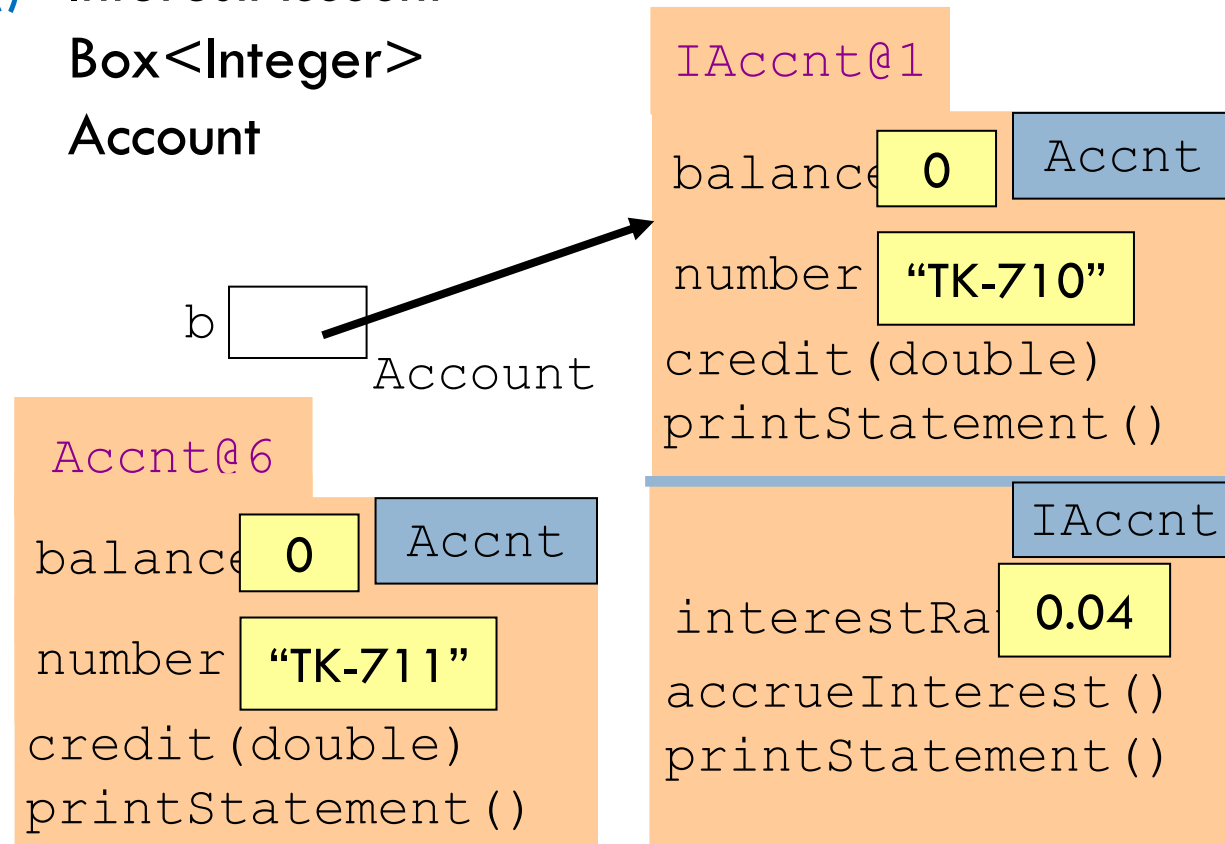 Box<Integer>
Account
b
Account
IAccnt@1
balance 0 Accnt
number “TK-710”
credit(double)
printStatement()
IAccnt
0.04
accrueInterest()
printStatement()
Accnt@6
balance 0 Accnt
number “TK-711”
credit(double)
printStatement()